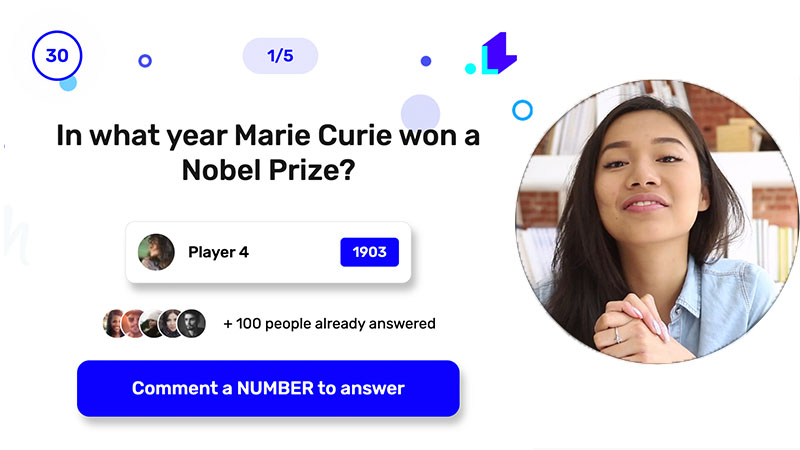 30
1/5
In what year Marie Curie won a
Nobel Prize?
Player 4
1903
+ 100 people already answered
Comment a NUMBER to answer